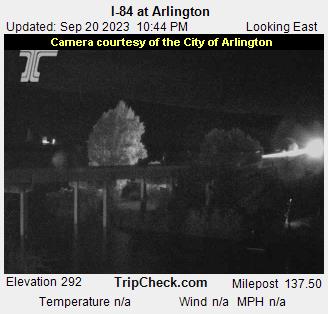 I-84 at Arlington
Updated: Sep 20 2023 10:44 PM Looking East
Camera courtesy of the City of Arlington
Elevation 292 TripCheck.com Milepost 137.50
Temperature n/a Wind n/a MPH n/a